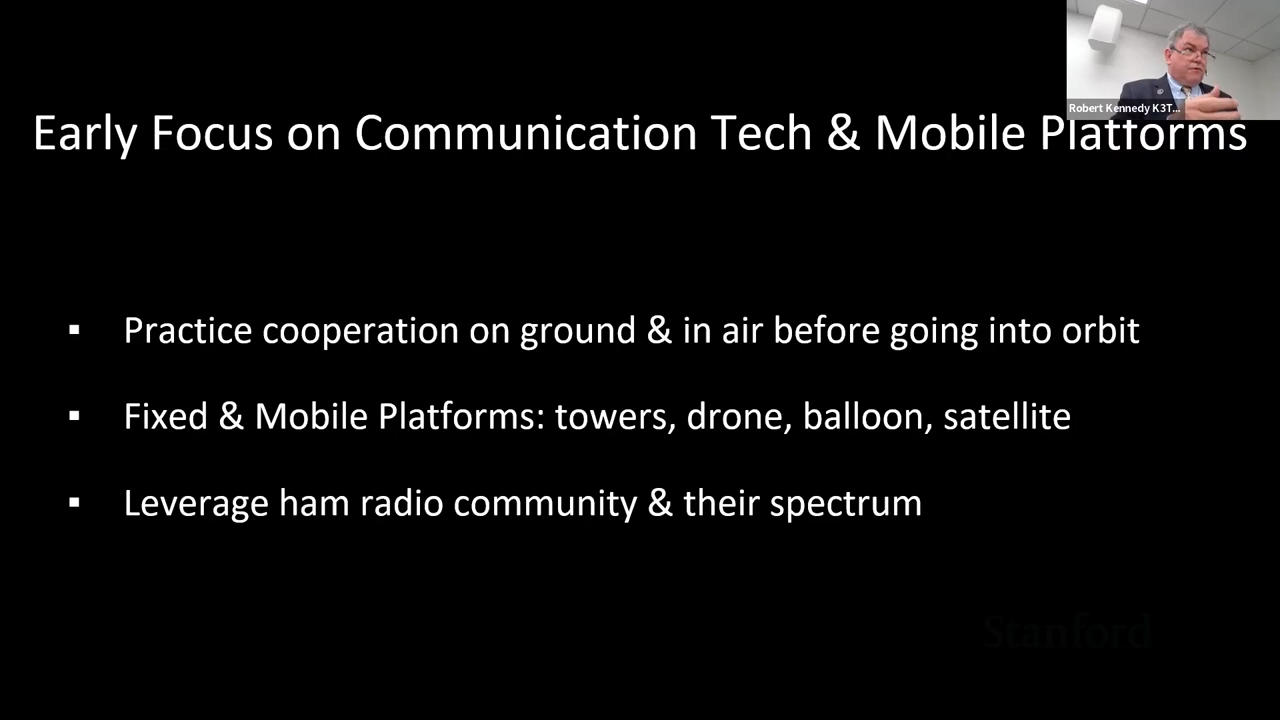 Robert Kennedy K3T...
Early Focus on Communication Tech & Mobile Platforms
▪ Practice cooperation on ground & in air before going into orbit
▪ Fixed & Mobile Platforms: towers, drone, balloon, satellite
▪ Leverage ham radio community & their spectrum
Stanford